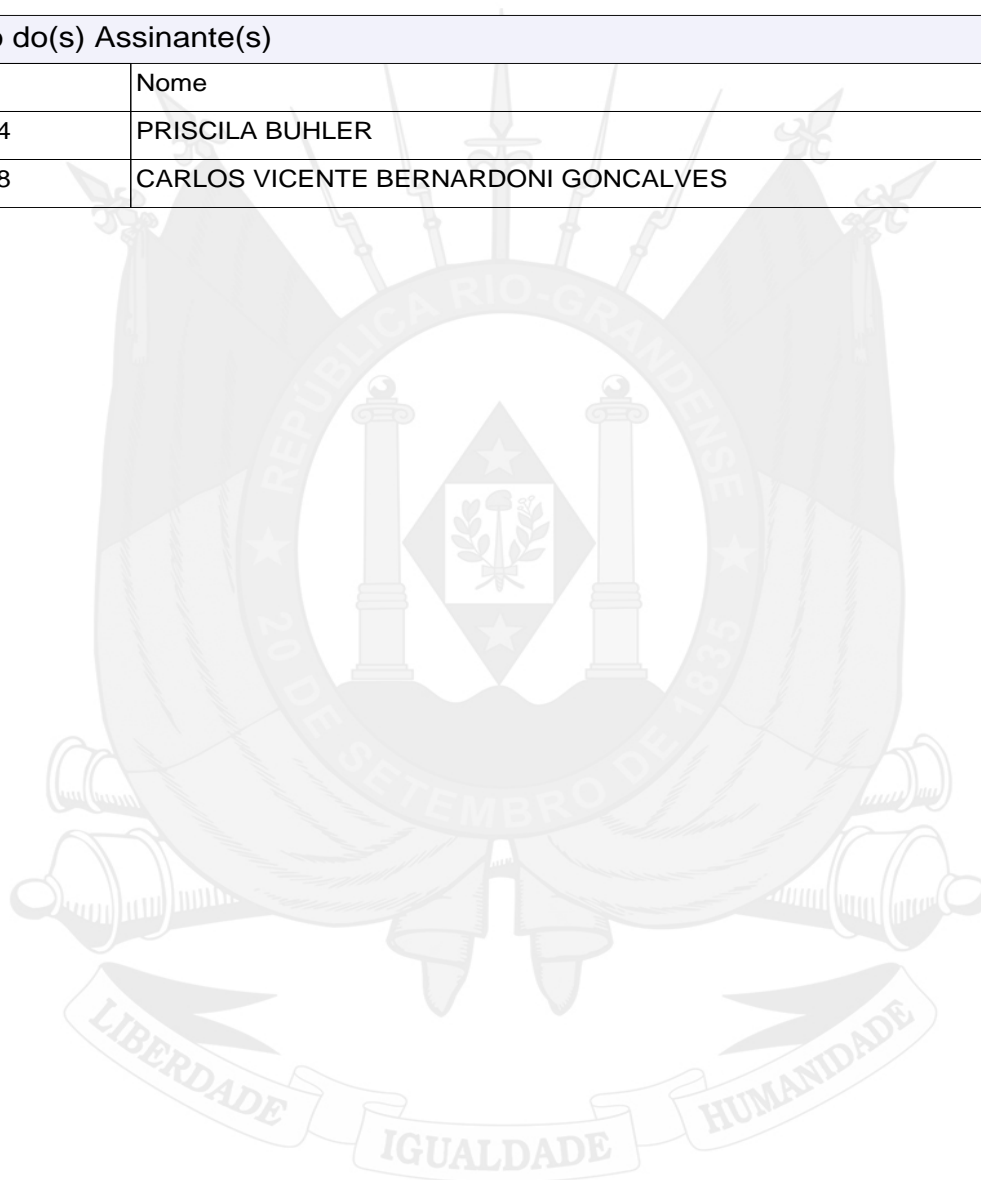 o do(s) Assinante(s)
Nome
4 PRISCILA BUHLER
8 CARLOS VICENTE BERNARDONI GONCALVES
REPÚBLICA RIO-GRANDENSE
★ 20 DE SETEMBRO DE 1835 ★
LIBERDADE IGUALDADE HUMANIDADE